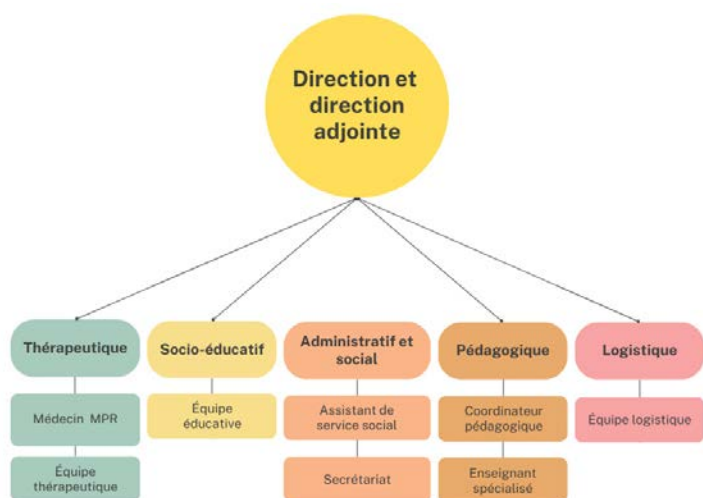 Direction et
direction
adjointe
Thérapeutique
Socio-éducatif
Administratif et
social
Pédagogique
Logistique
Médecin MPR
Équipe
éducative
Assistant de
service social
Coordinateur
pédagogique
Équipe logistique
Équipe
thérapeutique
Secrétariat
Enseignant
spécialisé